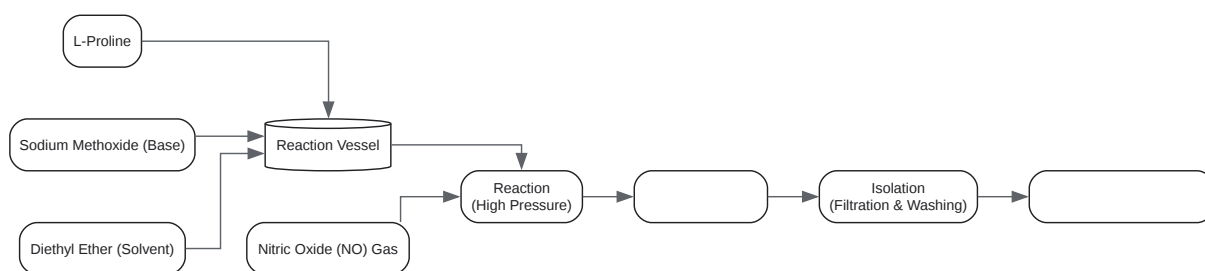 L-Proline
Sodium Methoxide (Base)
Reaction Vessel
Diethyl Ether (Solvent)
Nitric Oxide (NO) Gas
Reaction
(High Pressure)
Isolation
(Filtration & Washing)